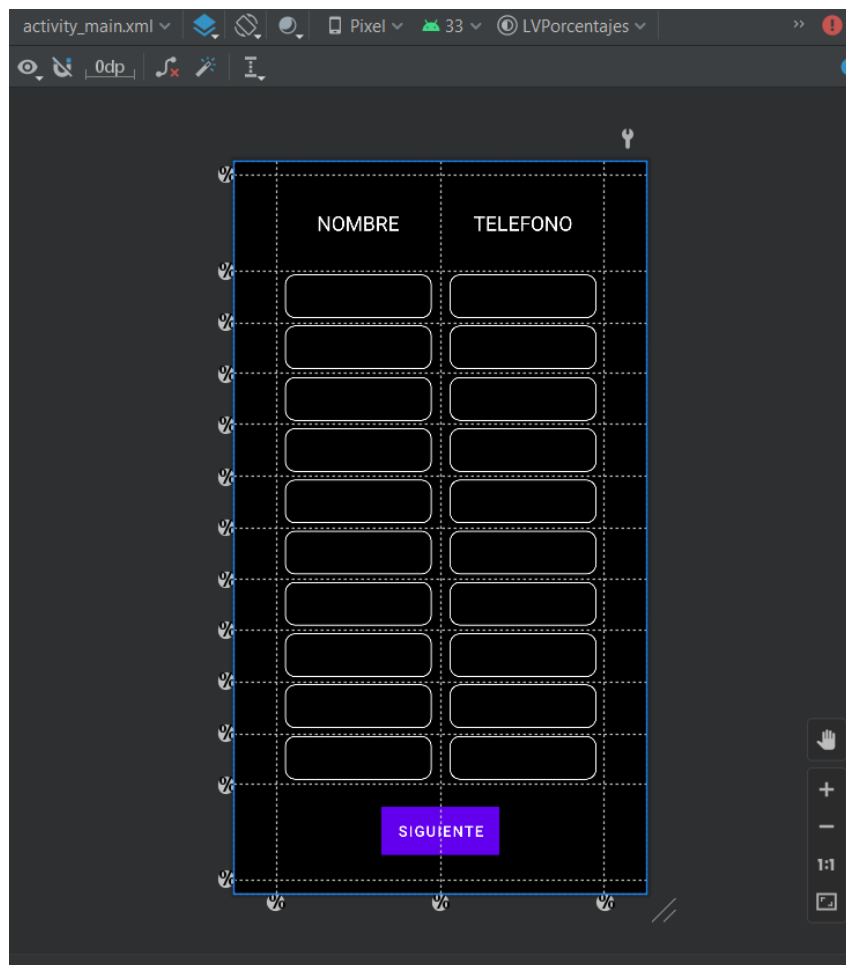 activity_main.xml Pixel 33 LVPorcentajes
0dp
NOMBRE TELEFONO
SIGUIENTE
1:1